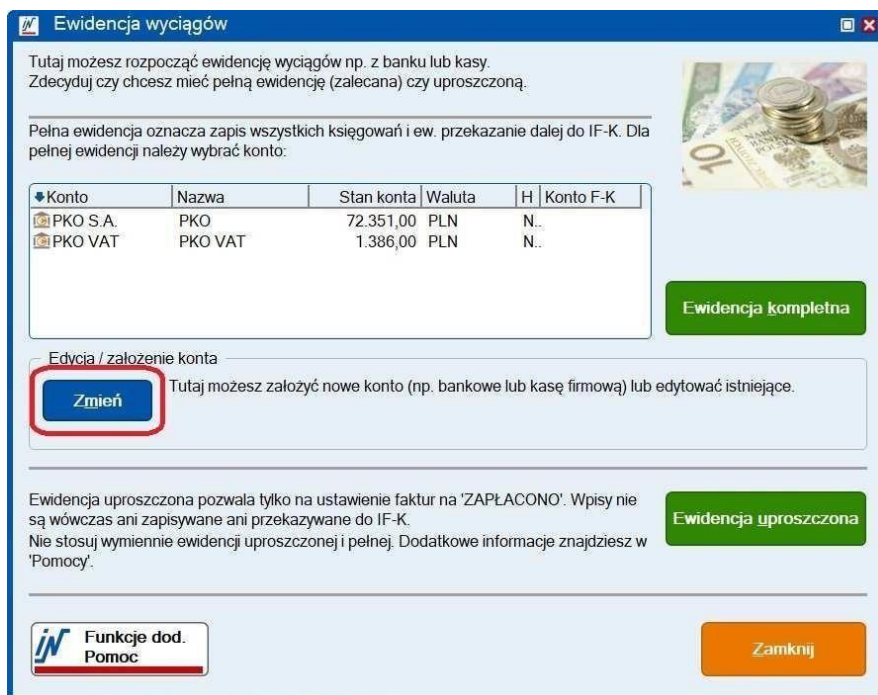 Ewidencja wyciągów
Tutaj możesz rozpocząć ewidencję wyciągów np. z banku lub kasy.
Zdecyduj czy chcesz mieć pełną ewidencję (zalecana) czy uproszczoną.
Pełna ewidencja oznacza zapis wszystkich księgowań i ew. przekazanie dalej do IF-K. Dla
pełnej ewidencji należy wybrać konto:
Konto Nazwa Stan konta Waluta H Konto F-K
PKO S.A. PKO 72.351,00 PLN N..
PKO VAT PKO VAT 1.386,00 PLN N..
Ewidencja kompletna
Edycja / założenie konta
Zmień
Tutaj możesz założyć nowe konto (np. bankowe lub kasę firmową) lub edytować istniejące.
Ewidencja uproszczona pozwala tylko na ustawienie faktur na 'ZAPŁACONO'. Wpisy nie
są wówczas ani zapisywane ani przekazywane do IF-K.
Nie stosuj wymiennie ewidencji uproszczonej i pełnej. Dodatkowe informacje znajdziesz w
'Pomocy'.
Ewidencja uproszczona
Funkcje dod.
Pomoc
Zamknij